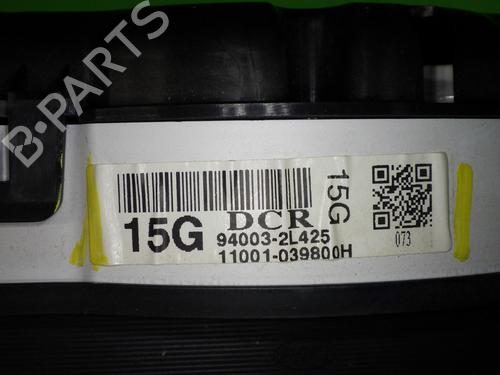 B-PARTS
15G DCR
94003-2L425
11001-039800H
15G
073